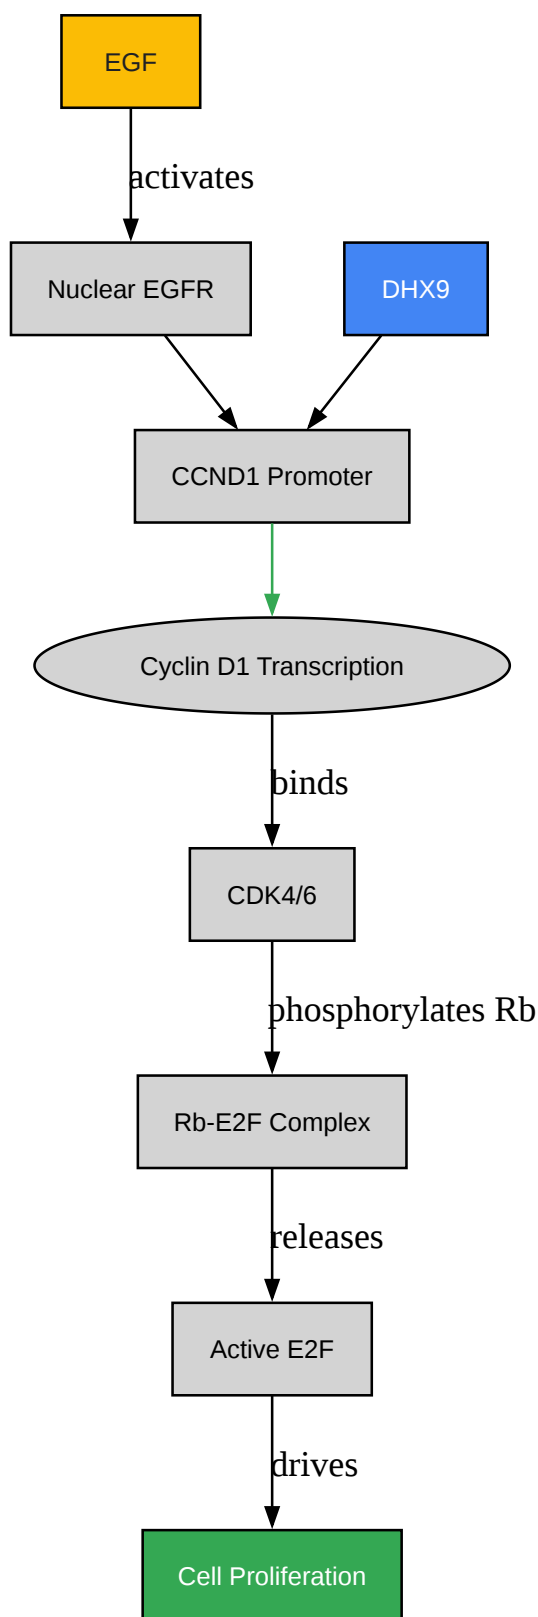 EGF
activates
Nuclear EGFR
DHX9
CCND1 Promoter
Cyclin D1 Transcription
binds
CDK4/6
phosphorylates Rb
Rb-E2F Complex
releases
Active E2F
drives
Cell Proliferation